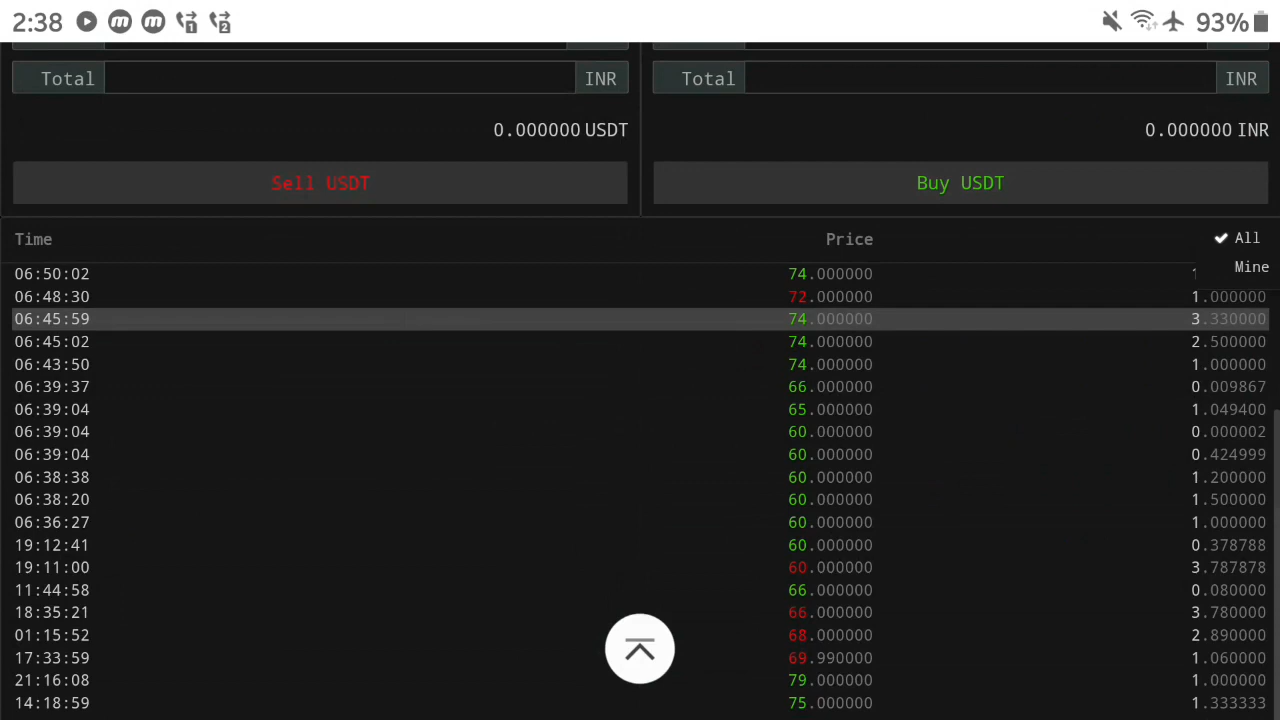 2:38 93%
Total INR Total INR
0.000000 USDT 0.000000 INR
Sell USDT Buy USDT
Time Price All
Mine
06:50:02 74.000000 1
06:48:30 72.000000 1.000000
06:45:59 74.000000 3.330000
06:45:02 74.000000 2.500000
06:43:50 74.000000 1.000000
06:39:37 66.000000 0.009867
06:39:04 65.000000 1.049400
06:39:04 60.000000 0.000002
06:39:04 60.000000 0.424999
06:38:38 60.000000 1.200000
06:38:20 60.000000 1.500000
06:36:27 60.000000 1.000000
19:12:41 60.000000 0.378788
19:11:00 60.000000 3.787878
11:44:58 66.000000 0.080000
18:35:21 66.000000 3.780000
01:15:52 68.000000 2.890000
17:33:59 69.990000 1.060000
21:16:08 79.000000 1.000000
14:18:59 75.000000 1.333333